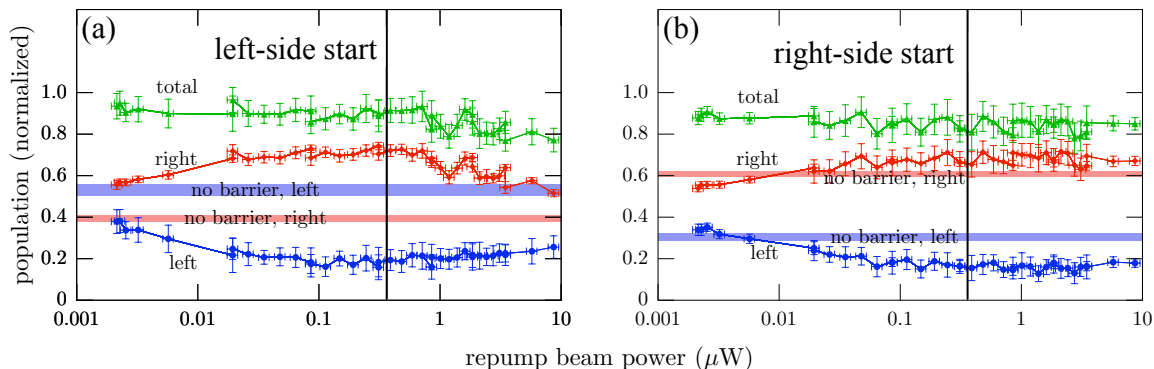 population (normalized)
(a)
left-side start
total
right
no barrier, left
no barrier, right
left
1.0
0.8
0.6
0.4
0.2
0
0.001
0.01
0.1
1
10
(b)
right-side start
total
right
no barrier, right
no barrier, left
left
1.0
0.8
0.6
0.4
0.2
0
0.001
0.01
0.1
1
10
repump beam power (μW)